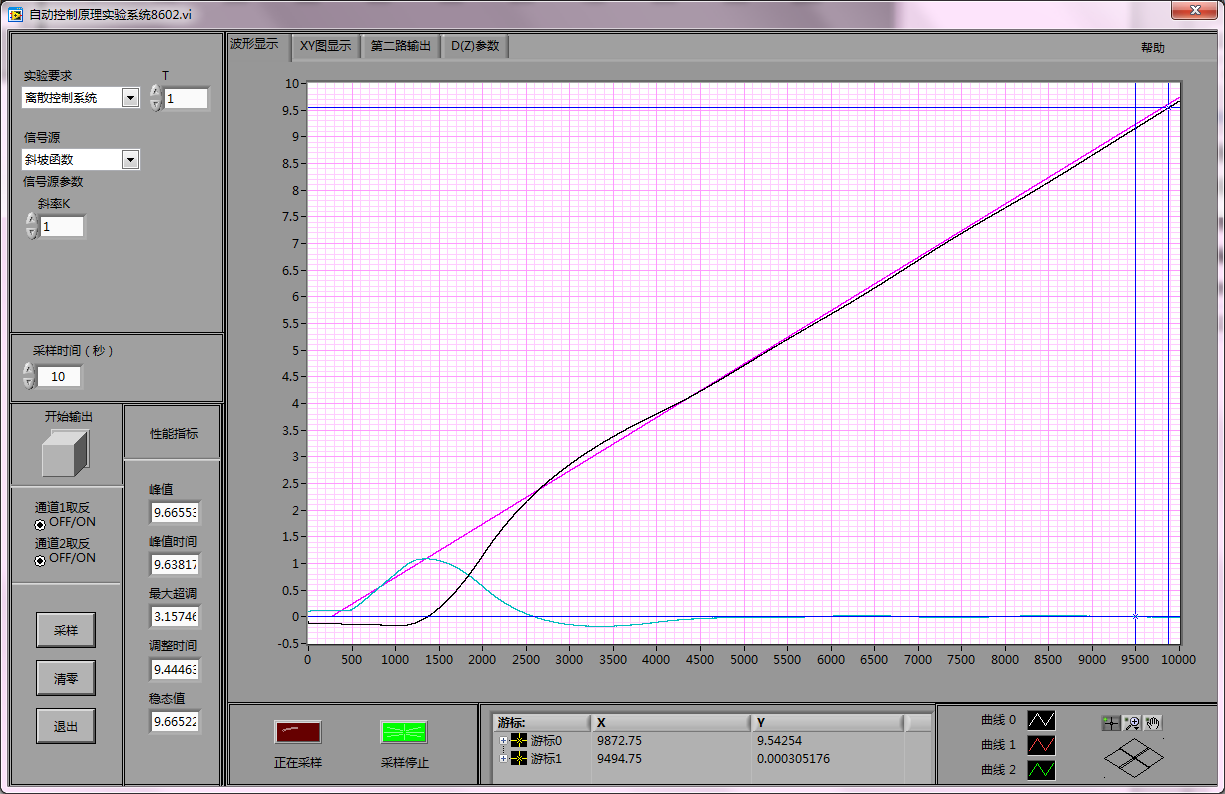 自动控制原理实验系统8602.vi
波形显示 XY图显示 第二路输出 D(Z)参数
帮助
实验要求 T
离散控制系统 1
信号源
斜坡函数
信号源参数
斜率K
1
采样时间（秒）
10
开始输出
性能指标
通道1取反
OFF/ON
通道2取反
OFF/ON
采样
清零
退出
峰值
9.66553
峰值时间
9.63817
最大超调
3.15746
调整时间
9.44463
稳态值
9.66522
10
9.5
9
8.5
8
7.5
7
6.5
6
5.5
5
4.5
4
3.5
3
2.5
2
1.5
1
0.5
0
-0.5
0 500 1000 1500 2000 2500 3000 3500 4000 4500 5000 5500 6000 6500 7000 7500 8000 8500 9000 9500 10000
正在采样
采样停止
游标: X Y
游标0 9872.75 9.54254
游标1 9494.75 0.000305176
曲线 0
曲线 1
曲线 2